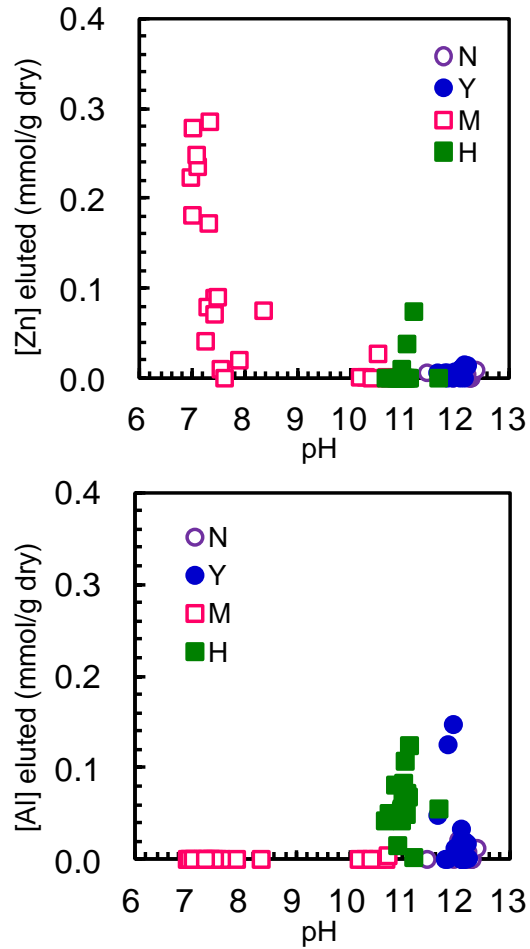 [Zn] eluted (mmol/g dry)
0.4
0.3
0.2
0.1
0.0
N
Y
M
H
6 7 8 9 10 11 12 13
pH
[Al] eluted (mmol/g dry)
0.4
0.3
0.2
0.1
0.0
N
Y
M
H
6 7 8 9 10 11 12 13
pH